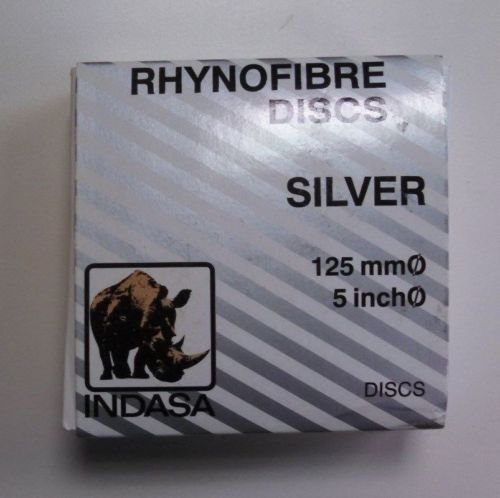 RHYNOFIBRE
DISCS
SILVER
125 mmØ
5 inchØ
INDASA
DISCS